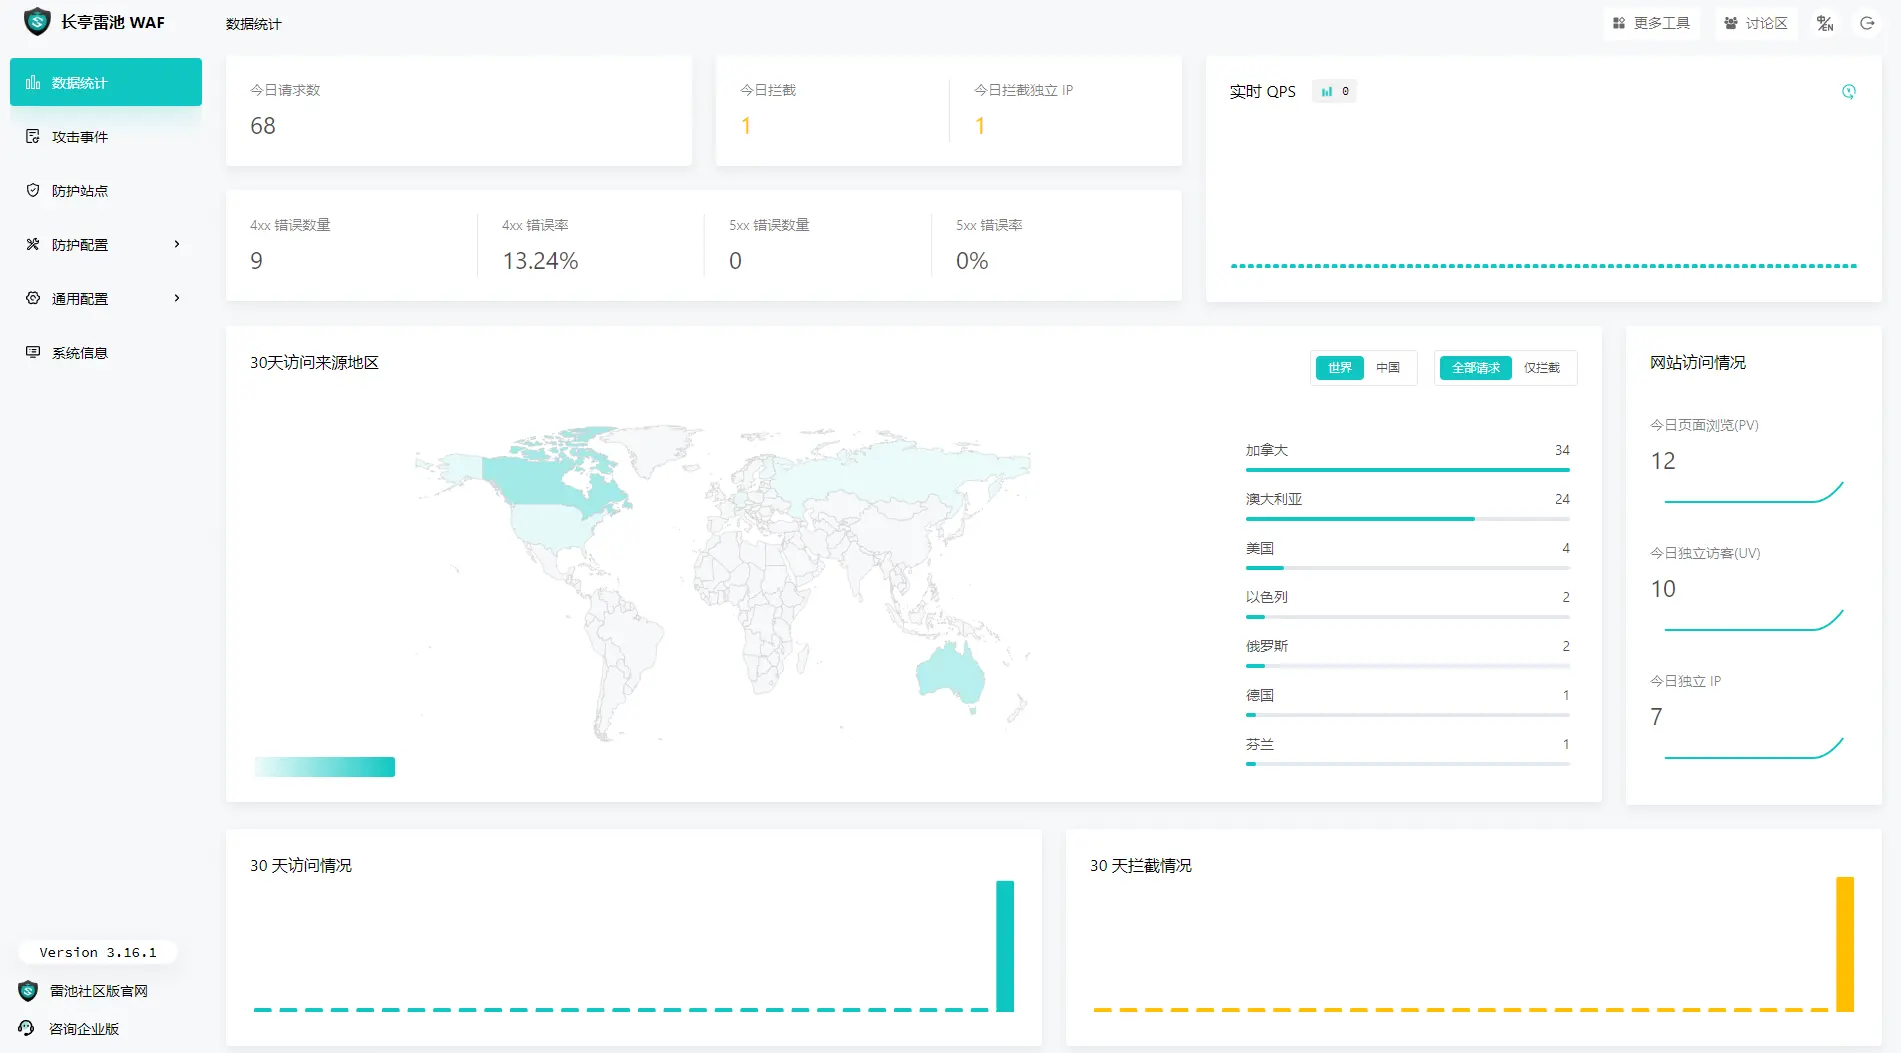 长亭雷池 WAF
数据统计
更多工具
讨论区
中/EN
数据统计
攻击事件
防护站点
防护配置
通用配置
系统信息
今日请求数
68
今日拦截
1
今日拦截独立 IP
1
实时 QPS
0
4xx 错误数量
9
4xx 错误率
13.24%
5xx 错误数量
0
5xx 错误率
0%
30天访问来源地区
世界
中国
全部请求
仅拦截
加拿大 34
澳大利亚 24
美国 4
以色列 2
俄罗斯 2
德国 1
芬兰 1
网站访问情况
今日页面浏览(PV)
12
今日独立访客(UV)
10
今日独立 IP
7
30 天访问情况
30 天拦截情况
Version 3.16.1
雷池社区版官网
咨询企业版